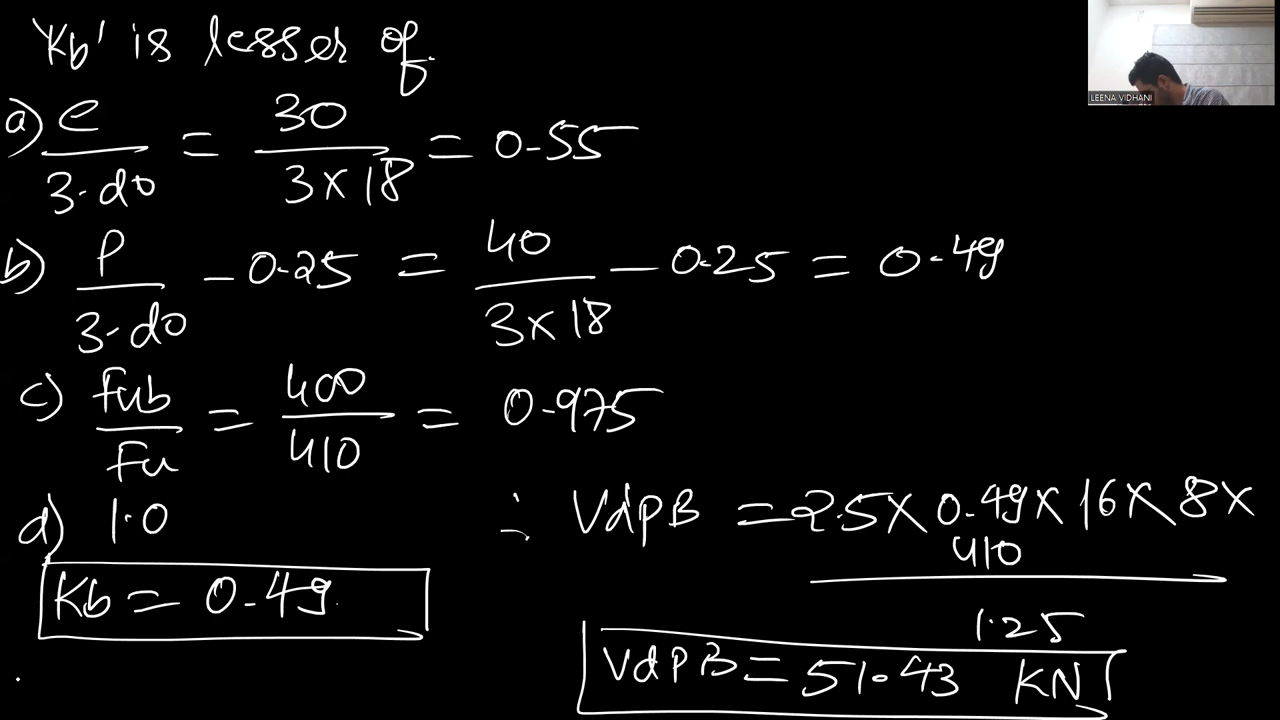 'Kb' is lesser of.
a) e / 3.do = 30 / 3 x 18 = 0.55
b) P / 3.do - 0.25 = 40 / 3 x 18 - 0.25 = 0.49
c) Fub / Fu = 400 / 410 = 0.975
d) 1.0
Kb = 0.49
∴ VdPB = 2.5 x 0.49 x 16 x 8 x 410 / 1.25
VdPB = 51.43 KN
LEENA VIDHANI